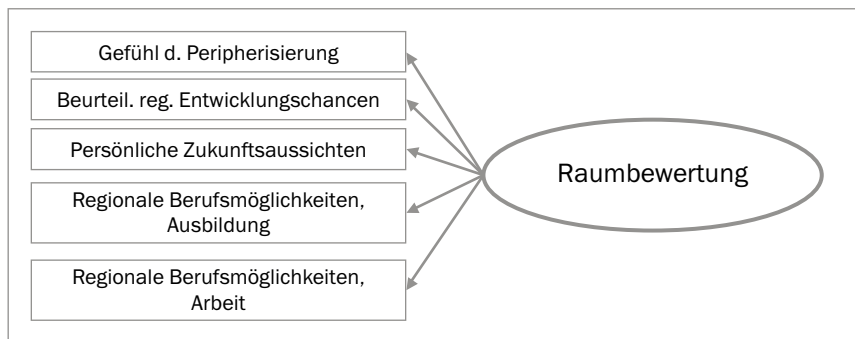 Gefühl d. Peripherisierung
Beurteil. reg. Entwicklungschancen
Persönliche Zukunftsaussichten
Regionale Berufsmöglichkeiten,
Ausbildung
Regionale Berufsmöglichkeiten,
Arbeit
Raumbewertung